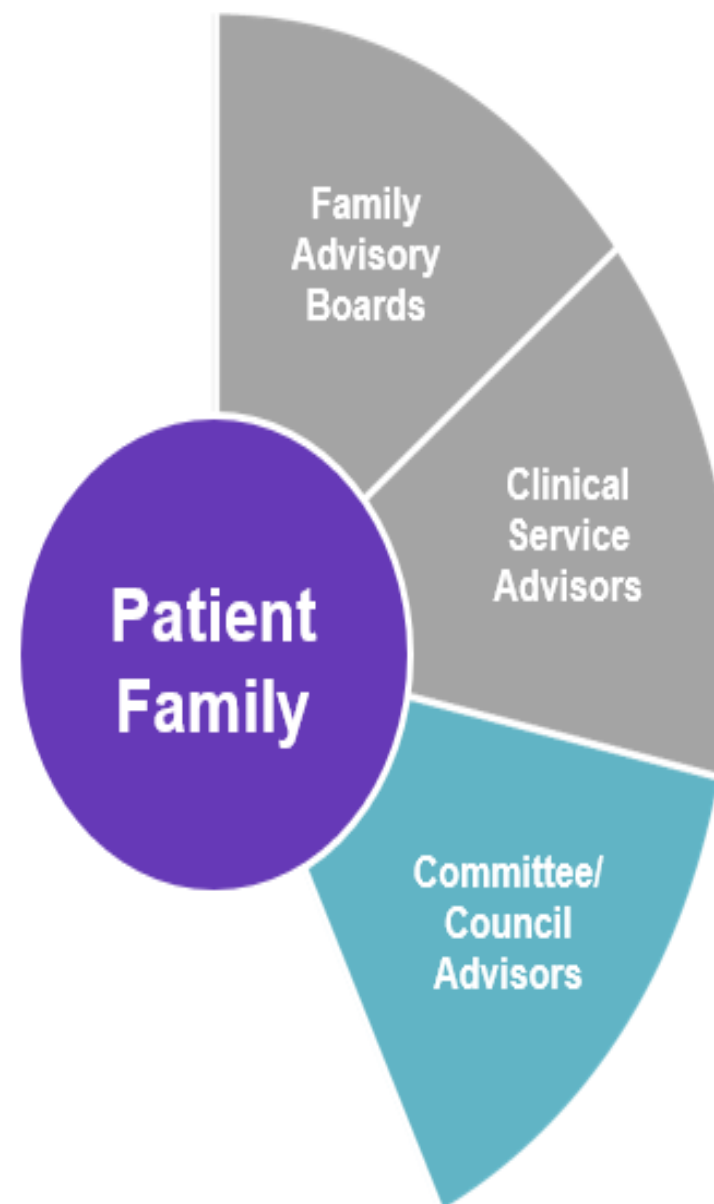 Family
Advisory
Boards
Clinical
Service
Advisors
Patient
Family
Committee/
Council
Advisors